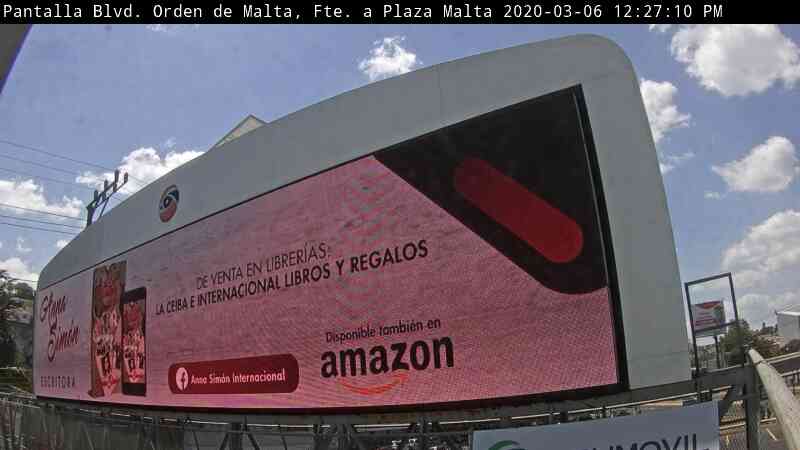 Pantalla Blvd. Orden de Malta, Fte. a Plaza Malta 2020-03-06 12:27:10 PM
DE VENTA EN LIBRERÍAS:
LA CEIBA E INTERNACIONAL LIBROS Y REGALOS
Anna
Simón
ESCRITORA
Disponible también en
amazon
Anna Simón Internacional